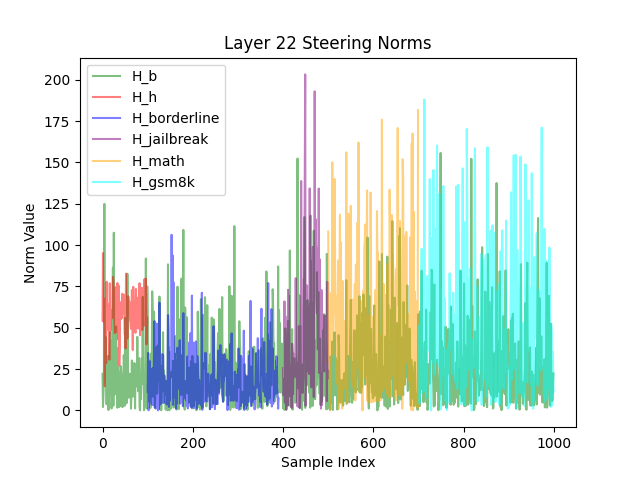 Layer 22 Steering Norms
Norm Value
200
175
150
125
100
75
50
25
0
H_b
H_h
H_borderline
H_jailbreak
H_math
H_gsm8k
0
200
400
600
800
1000
Sample Index